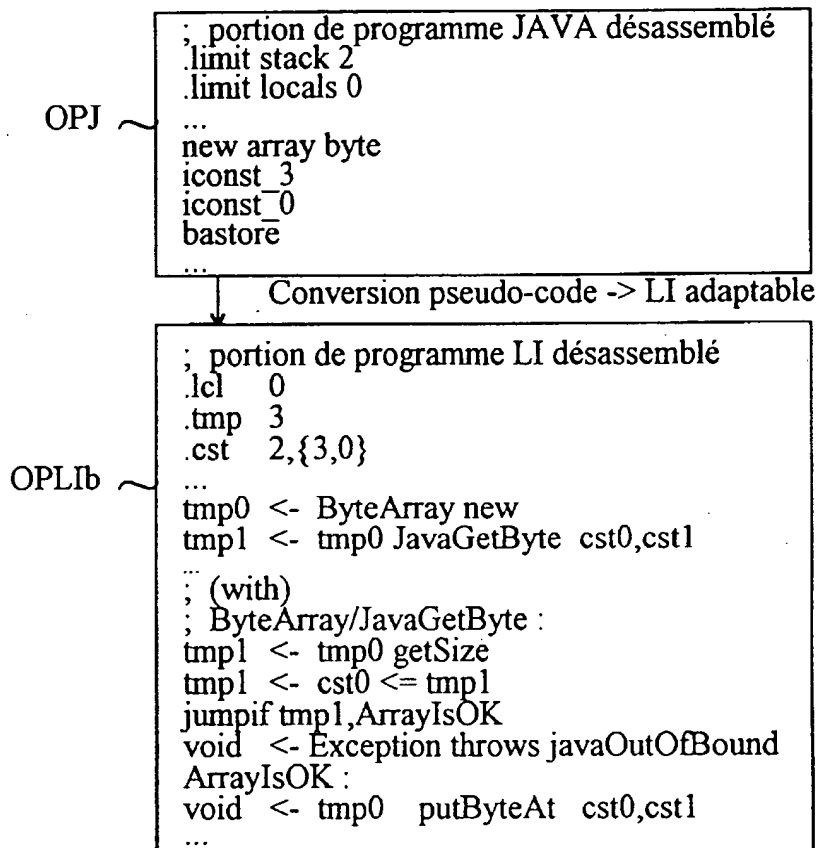 ; portion de programme JAVA désassemblé
.limit stack 2
.limit locals 0
OPJ
...
new array byte
iconst_3
iconst_0
bastore
...
Conversion pseudo-code -> LI adaptable
; portion de programme LI désassemblé
.lcl 0
.tmp 3
.cst 2,{3,0}
OPLIb
...
tmp0 <- ByteArray new
tmp1 <- tmp0 JavaGetByte cst0,cst1
...
; (with)
; ByteArray/JavaGetByte :
tmp1 <- tmp0 getSize
tmp1 <- cst0 <= tmp1
jumpif tmp1,ArrayIsOK
void <- Exception throws javaOutOfBound
ArrayIsOK :
void <- tmp0 putByteAt cst0,cst1
...